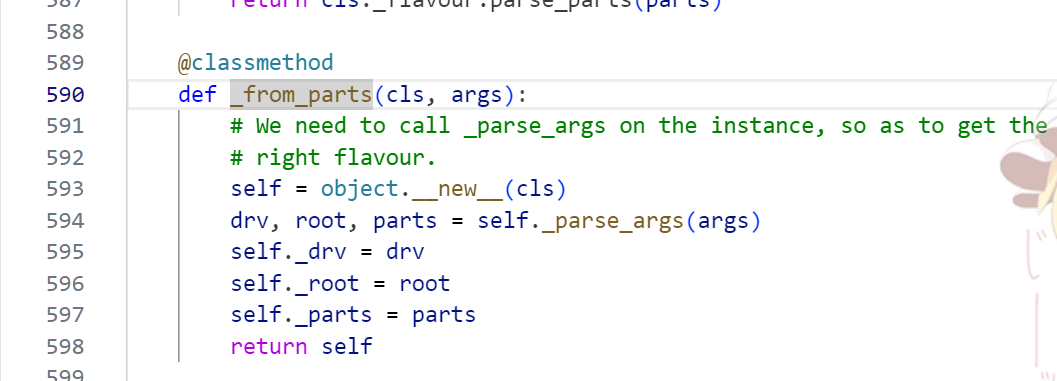 587 return cls._flavour.parse_parts(parts)
588
589 @classmethod
590 def _from_parts(cls, args):
591 # We need to call _parse_args on the instance, so as to get the
592 # right flavour.
593 self = object.__new__(cls)
594 drv, root, parts = self._parse_args(args)
595 self._drv = drv
596 self._root = root
597 self._parts = parts
598 return self
599